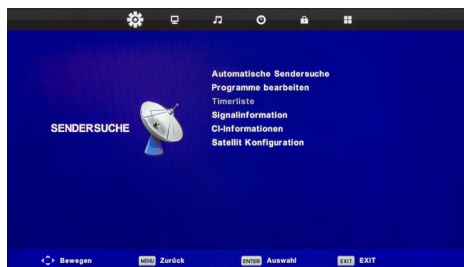 Automatische Sendersuche
Programme bearbeiten
Timerliste
Signalinformation
SENDERSUCHE
CI-Informationen
Satellit Konfiguration
Bewegen MENU Zurück ENTER Auswahl EXIT EXIT